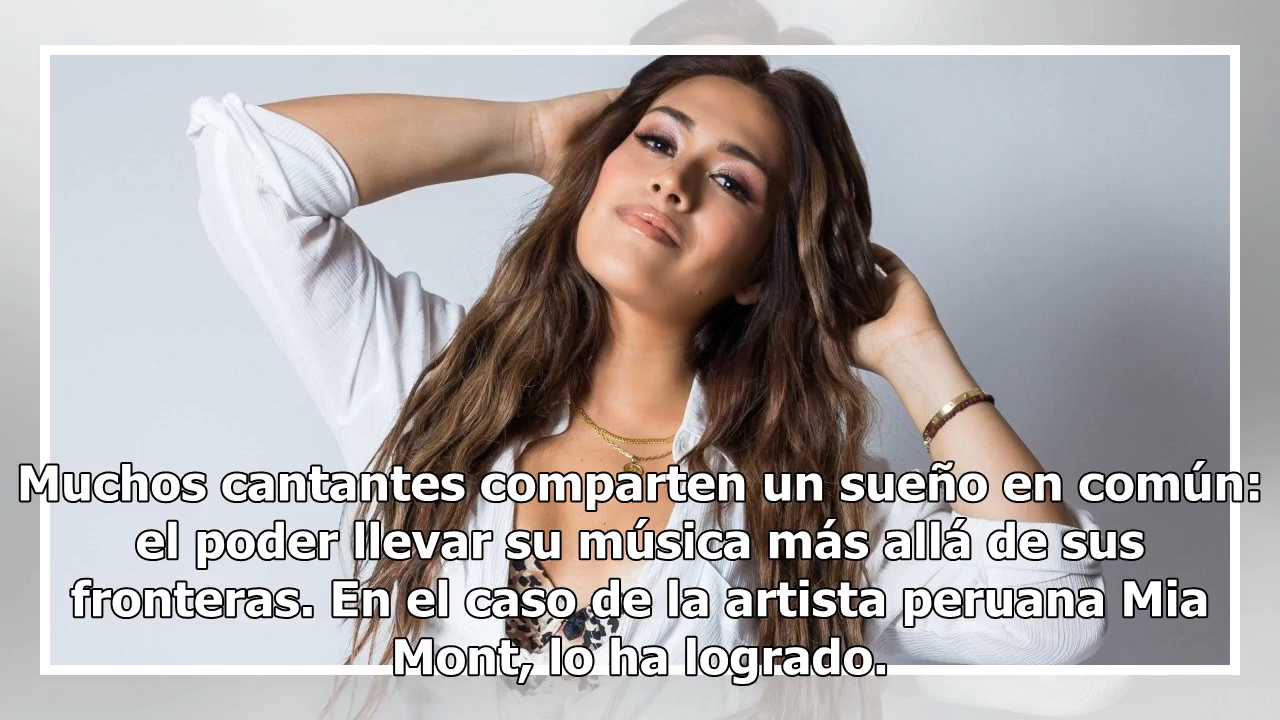 Muchos cantantes comparten un sueño en común:
el poder llevar su música más allá de sus
fronteras. En el caso de la artista peruana Mia
Mont, lo ha logrado.